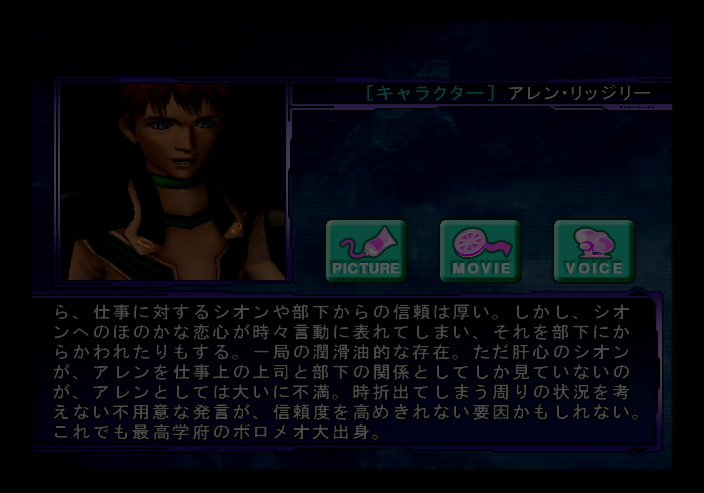 ［キャラクター］ アレン・リッジリー
PICTURE MOVIE VOICE
ら、仕事に対するシオンや部下からの信頼は厚い。しかし、シオ
ンへのほのかな恋心が時々言動に表れてしまい、それを部下にか
らかわれたりもする。一局の潤滑油的な存在。ただ肝心のシオン
が、アレンを仕事上の上司と部下の関係としてしか見ていないの
が、アレンとしては大いに不満。時折出てしまう周りの状況を考
えない不用意な発言が、信頼度を高めきれない要因かもしれない。
これでも最高学府のボロメオ大出身。